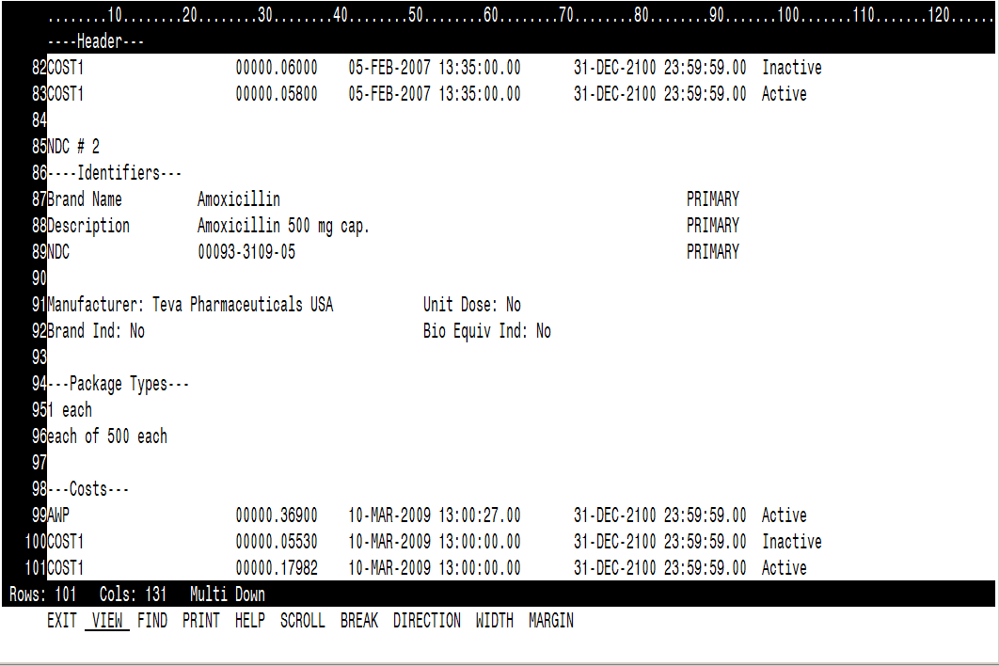 ........10........20........30........40........50........60........70........80........90.......100.......110.......120......
----Header---
82COST1 00000.06000 05-FEB-2007 13:35:00.00 31-DEC-2100 23:59:59.00 Inactive
83COST1 00000.05800 05-FEB-2007 13:35:00.00 31-DEC-2100 23:59:59.00 Active
84
85NDC # 2
86----Identifiers---
87Brand Name Amoxicillin PRIMARY
88Description Amoxicillin 500 mg cap. PRIMARY
89NDC 00093-3109-05 PRIMARY
90
91Manufacturer: Teva Pharmaceuticals USA Unit Dose: No
92Brand Ind: No Bio Equiv Ind: No
93
94---Package Types---
951 each
96each of 500 each
97
98---Costs---
99AWP 00000.36900 10-MAR-2009 13:00:27.00 31-DEC-2100 23:59:59.00 Active
100COST1 00000.05530 10-MAR-2009 13:00:00.00 31-DEC-2100 23:59:59.00 Inactive
101COST1 00000.17982 10-MAR-2009 13:00:00.00 31-DEC-2100 23:59:59.00 Active
Rows: 101 Cols: 131 Multi Down
EXIT VIEW FIND PRINT HELP SCROLL BREAK DIRECTION WIDTH MARGIN